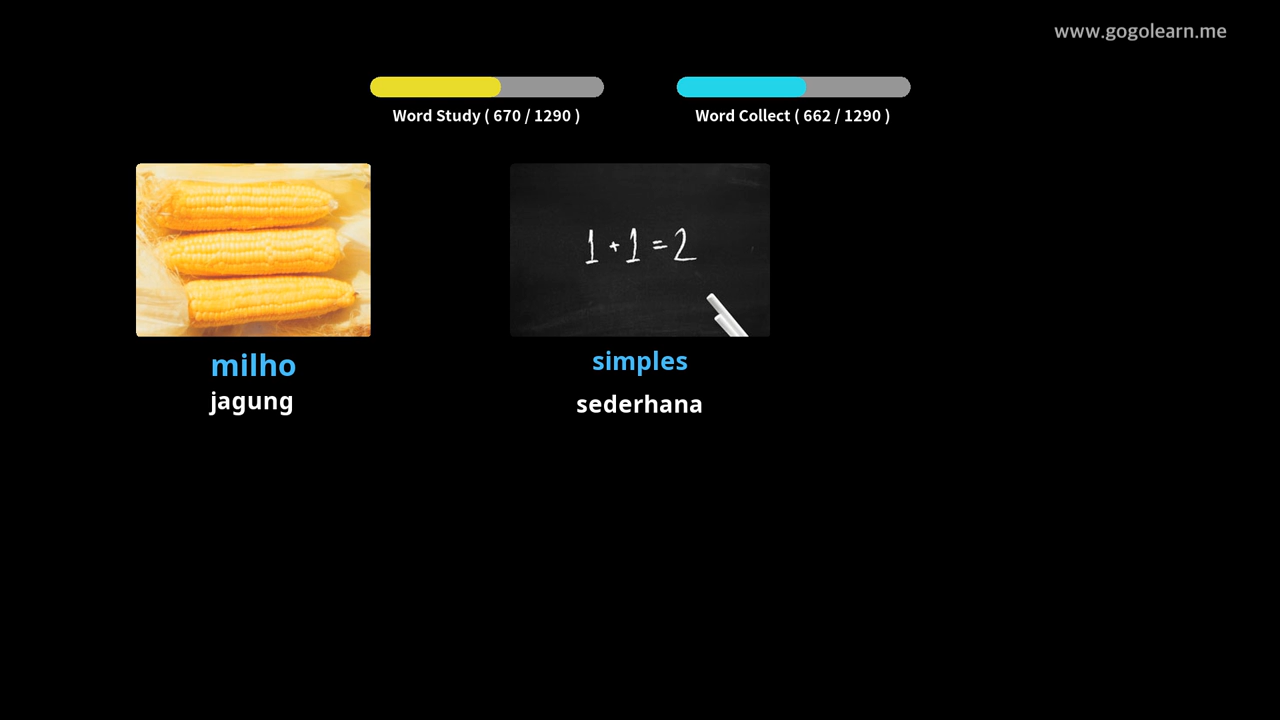 www.gogolearn.me
Word Study ( 670 / 1290 )
Word Collect ( 662 / 1290 )
1 + 1 = 2
milho
jagung
simples
sederhana